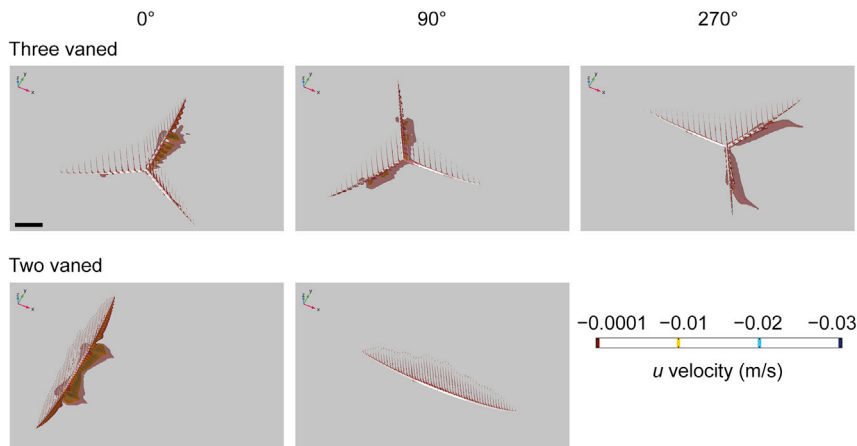 0° 90° 270°
Three vaned
y
x
y
x
y
x
Two vaned
y
x
y
x
−0.0001 −0.01 −0.02 −0.03
u velocity (m/s)